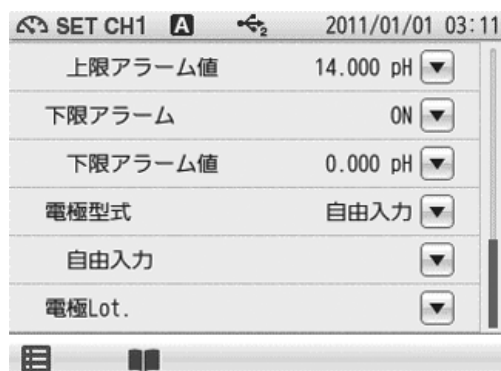 SET CH1 A 2 2011/01/01 03:11
上限アラーム値 14.000 pH
下限アラーム ON
下限アラーム値 0.000 pH
電極型式 自由入力
自由入力
電極Lot.